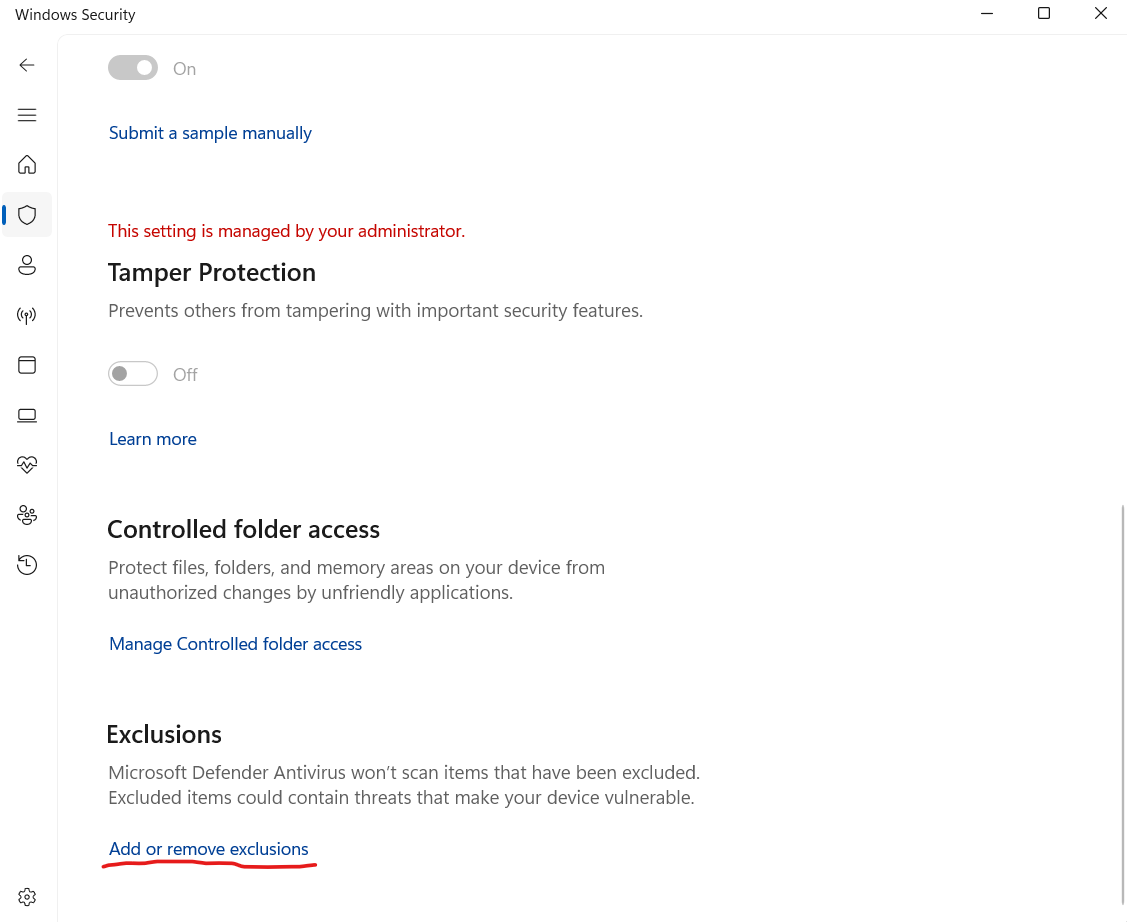 Windows Security
On
Submit a sample manually
This setting is managed by your administrator.
Tamper Protection
Prevents others from tampering with important security features.
Off
Learn more
Controlled folder access
Protect files, folders, and memory areas on your device from
unauthorized changes by unfriendly applications.
Manage Controlled folder access
Exclusions
Microsoft Defender Antivirus won’t scan items that have been excluded.
Excluded items could contain threats that make your device vulnerable.
Add or remove exclusions